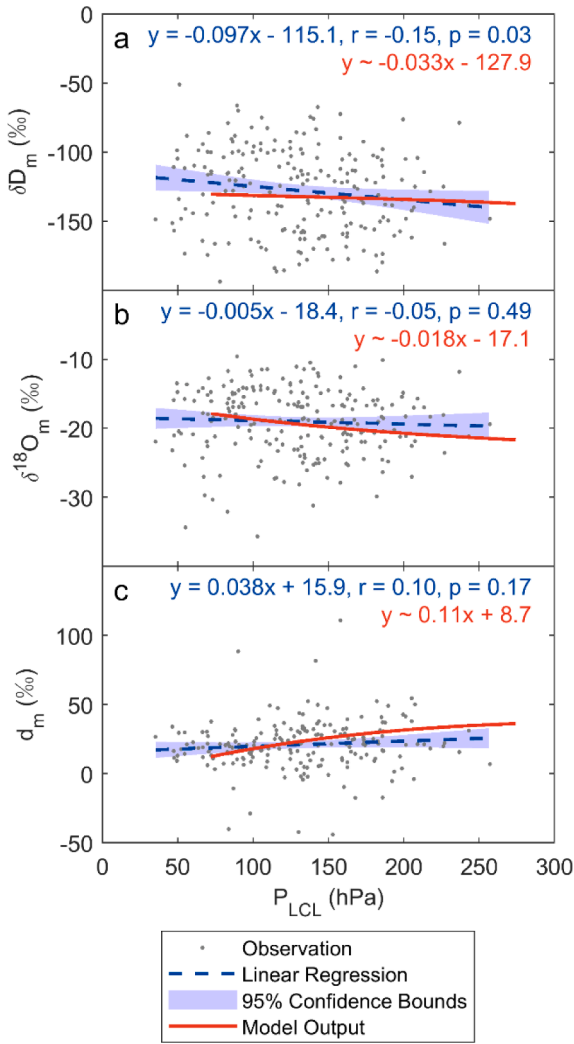 0
a
y = -0.097x - 115.1, r = -0.15, p = 0.03
y ~ -0.033x - 127.9
-50
δDm (‰)
-100
-150
b
y = -0.005x - 18.4, r = -0.05, p = 0.49
y ~ -0.018x - 17.1
-10
δ18Om (‰)
-20
-30
c
y = 0.038x + 15.9, r = 0.10, p = 0.17
y ~ 0.11x + 8.7
100
dm (‰)
50
0
-50
0 50 100 150 200 250 300
PLCL (hPa)
Observation
Linear Regression
95% Confidence Bounds
Model Output